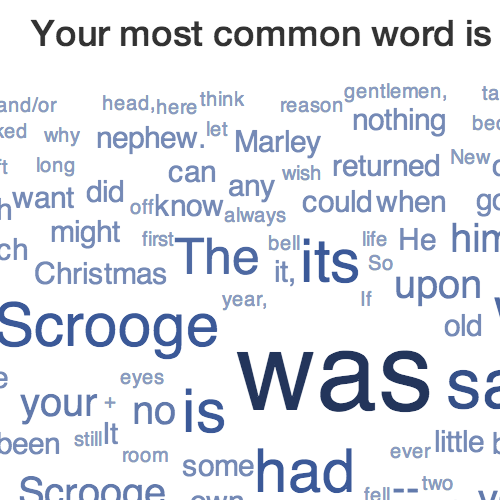 Your most common word is
and/or head, here think reason gentlemen, ta
ked why nephew. let Marley nothing bec
ft long can any wish returned New
want did off know always could when go
ch might first The bell its life He him
Christmas it, So upon
year, If
Scrooge old
was sa
eyes
your + no is
been still It ever little b
room some had
Scrooge own fell -- two